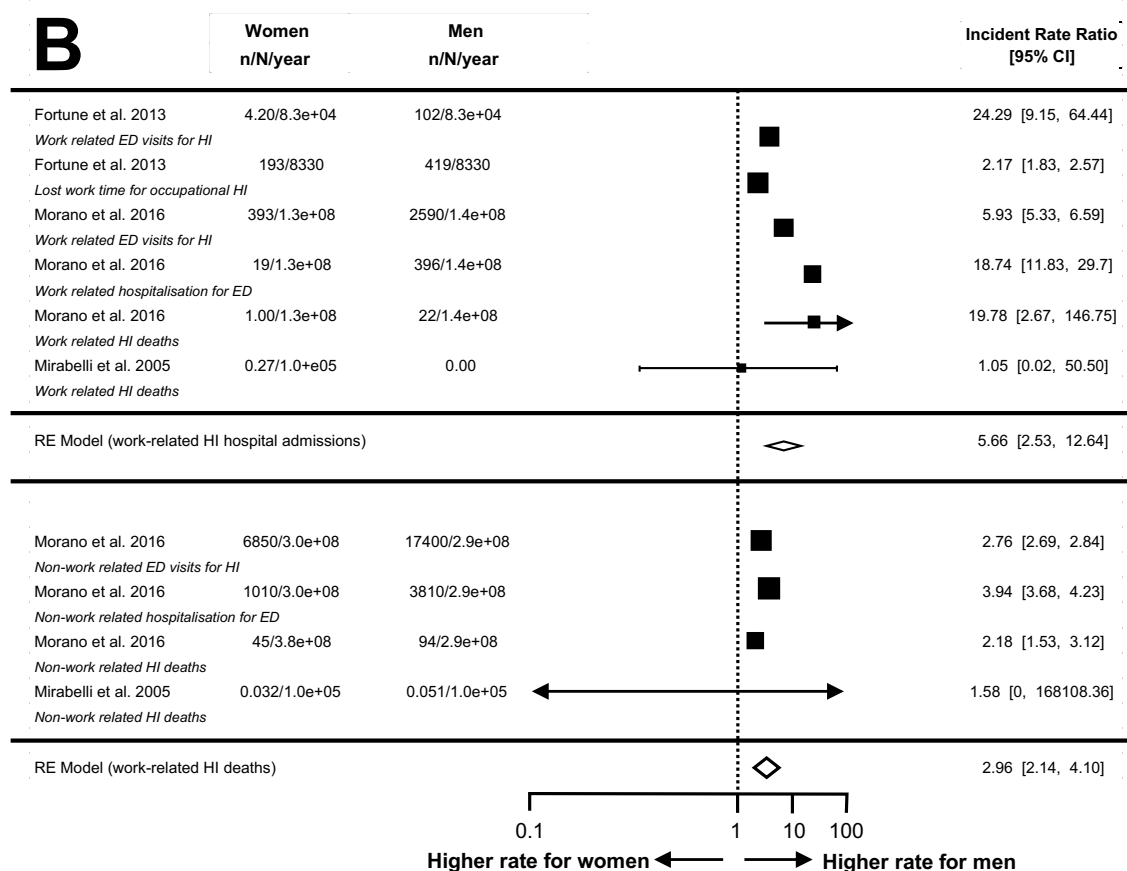 B
Women Men Incident Rate Ratio
n/N/year n/N/year [95% CI]
Fortune et al. 2013 4.20/8.3e+04 102/8.3e+04 24.29 [9.15, 64.44]
Work related ED visits for HI
Fortune et al. 2013 193/8330 419/8330 2.17 [1.83, 2.57]
Lost work time for occupational HI
Morano et al. 2016 393/1.3e+08 2590/1.4e+08 5.93 [5.33, 6.59]
Work related ED visits for HI
Morano et al. 2016 19/1.3e+08 396/1.4e+08 18.74 [11.83, 29.7]
Work related hospitalisation for ED
Morano et al. 2016 1.00/1.3e+08 22/1.4e+08 19.78 [2.67, 146.75]
Work related HI deaths
Mirabelli et al. 2005 0.27/1.0+e05 0.00 1.05 [0.02, 50.50]
Work related HI deaths
RE Model (work-related HI hospital admissions) 5.66 [2.53, 12.64]
Morano et al. 2016 6850/3.0e+08 17400/2.9e+08 2.76 [2.69, 2.84]
Non-work related ED visits for HI
Morano et al. 2016 1010/3.0e+08 3810/2.9e+08 3.94 [3.68, 4.23]
Non-work related hospitalisation for ED
Morano et al. 2016 45/3.8e+08 94/2.9e+08 2.18 [1.53, 3.12]
Non-work related HI deaths
Mirabelli et al. 2005 0.032/1.0e+05 0.051/1.0e+05 1.58 [0, 168108.36]
Non-work related HI deaths
RE Model (work-related HI deaths) 2.96 [2.14, 4.10]
0.1 1 10 100
Higher rate for women Higher rate for men